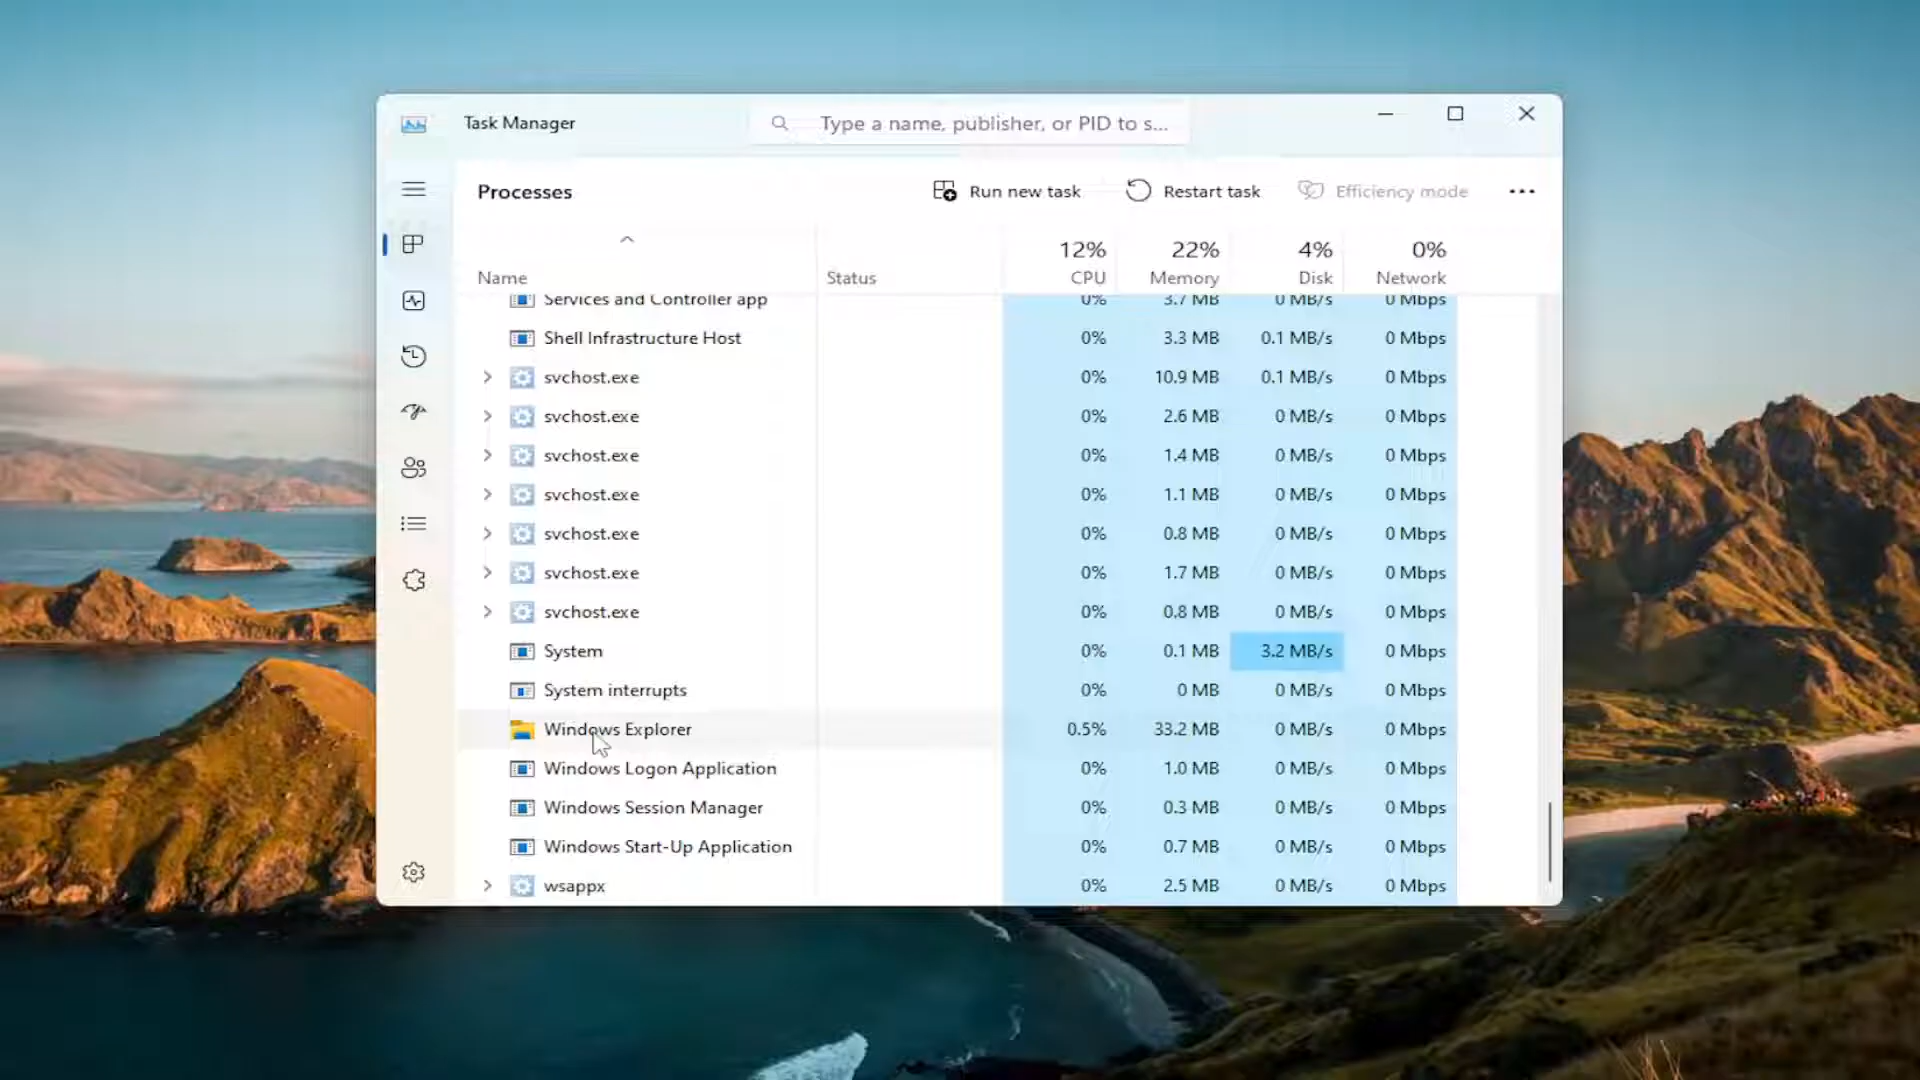 Task Manager
Type a name, publisher, or PID to s...
Processes
Run new task
Restart task
Efficiency mode
12% 22% 4% 0%
Name Status CPU Memory Disk Network
Services and Controller app 0% 3.7 MB 0 MB/s 0 Mbps
Shell Infrastructure Host 0% 3.3 MB 0.1 MB/s 0 Mbps
svchost.exe 0% 10.9 MB 0.1 MB/s 0 Mbps
svchost.exe 0% 2.6 MB 0 MB/s 0 Mbps
svchost.exe 0% 1.4 MB 0 MB/s 0 Mbps
svchost.exe 0% 1.1 MB 0 MB/s 0 Mbps
svchost.exe 0% 0.8 MB 0 MB/s 0 Mbps
svchost.exe 0% 1.7 MB 0 MB/s 0 Mbps
svchost.exe 0% 0.8 MB 0 MB/s 0 Mbps
System 0% 0.1 MB 3.2 MB/s 0 Mbps
System interrupts 0% 0 MB 0 MB/s 0 Mbps
Windows Explorer 0.5% 33.2 MB 0 MB/s 0 Mbps
Windows Logon Application 0% 1.0 MB 0 MB/s 0 Mbps
Windows Session Manager 0% 0.3 MB 0 MB/s 0 Mbps
Windows Start-Up Application 0% 0.7 MB 0 MB/s 0 Mbps
wsappx 0% 2.5 MB 0 MB/s 0 Mbps